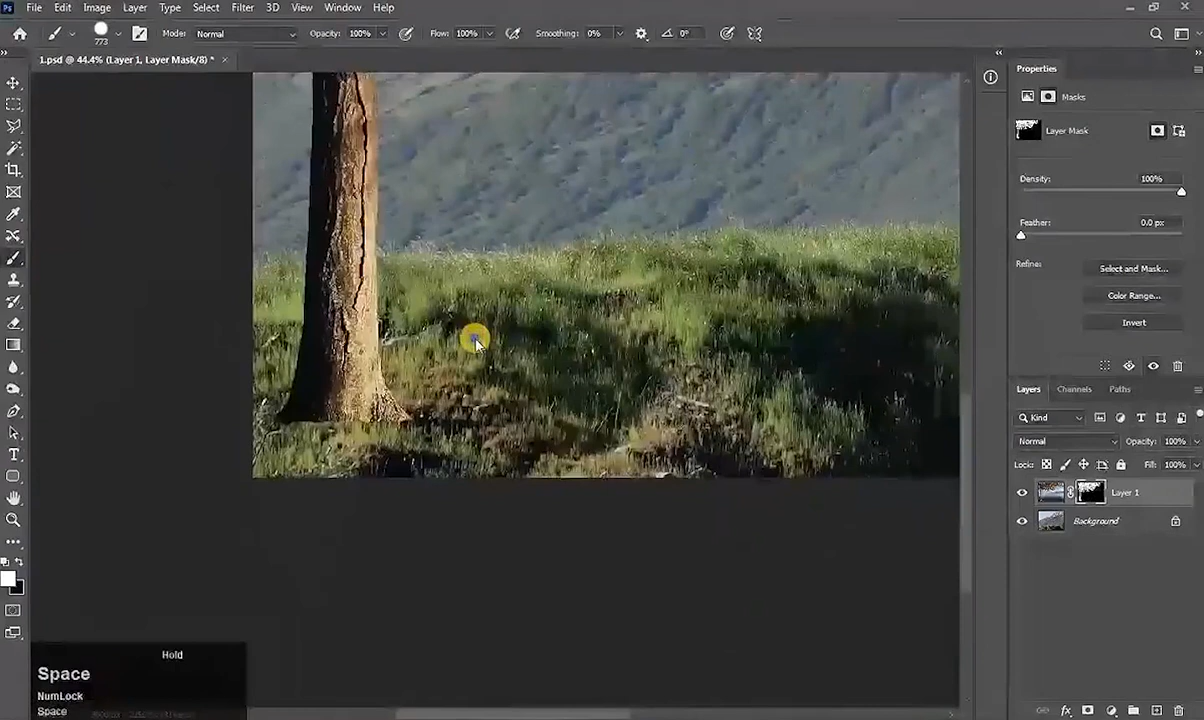 Ps File Edit Image Layer Type Select Filter 3D View Window Help
773 Mode: Normal Opacity: 100% Flow: 100% Smoothing: 0% 0°
1.psd @ 44.4% (Layer 1, Layer Mask/8) * ×
Properties
Masks
Layer Mask
Density: 100%
Feather: 0.0 px
Refine: Select and Mask...
Color Range...
Invert
Layers Channels Paths
Kind
Normal Opacity: 100%
Lock: Fill: 100%
Layer 1
Background
Hold
Space
NumLock
Space